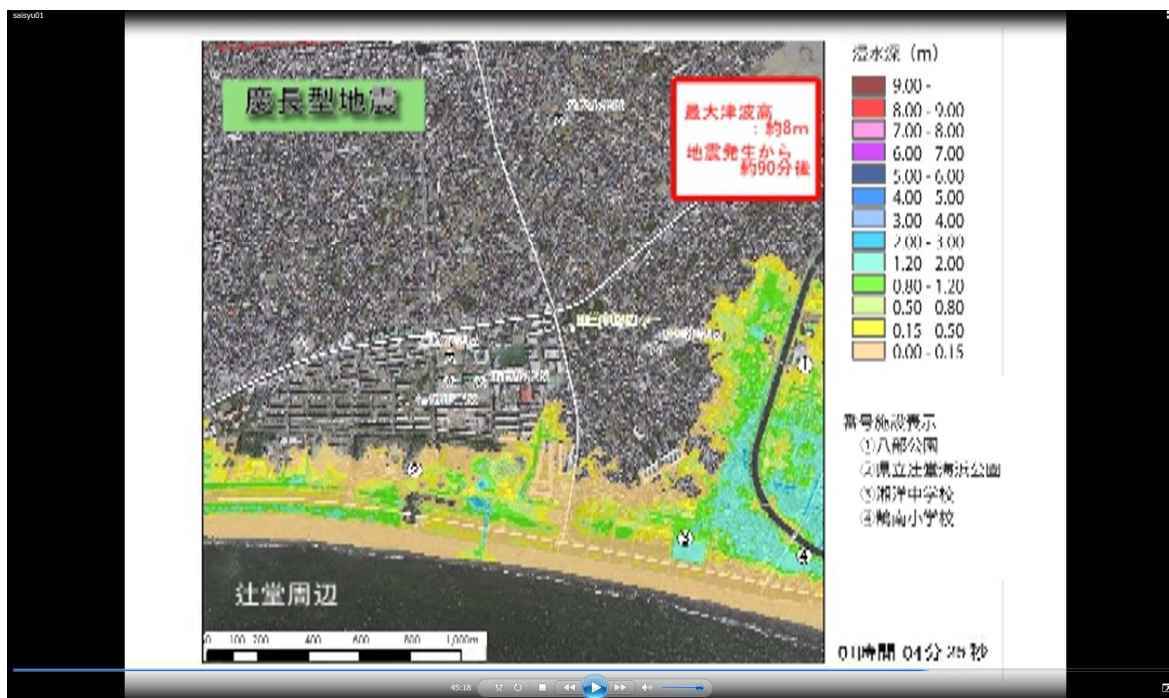 saisyu01
慶長型地震
最大津波高
：約8m
地震発生から
約90分後
浸水深（m）
9.00 -
8.00 - 9.00
7.00 - 8.00
6.00 7.00
5.00 - 6.00
4.00 5.00
3.00 4.00
2.00 - 3.00
1.20 2.00
0.80 - 1.20
0.50 0.80
0.15 0.50
0.00 - 0.15
①
番号施設表示
①八部公園
②県立辻堂海浜公園
③湘洋中学校
④鵠南小学校
②
③
④
辻堂周辺
0 100 200 400 600 800 1,000m
01時間 04分 25秒
45:18